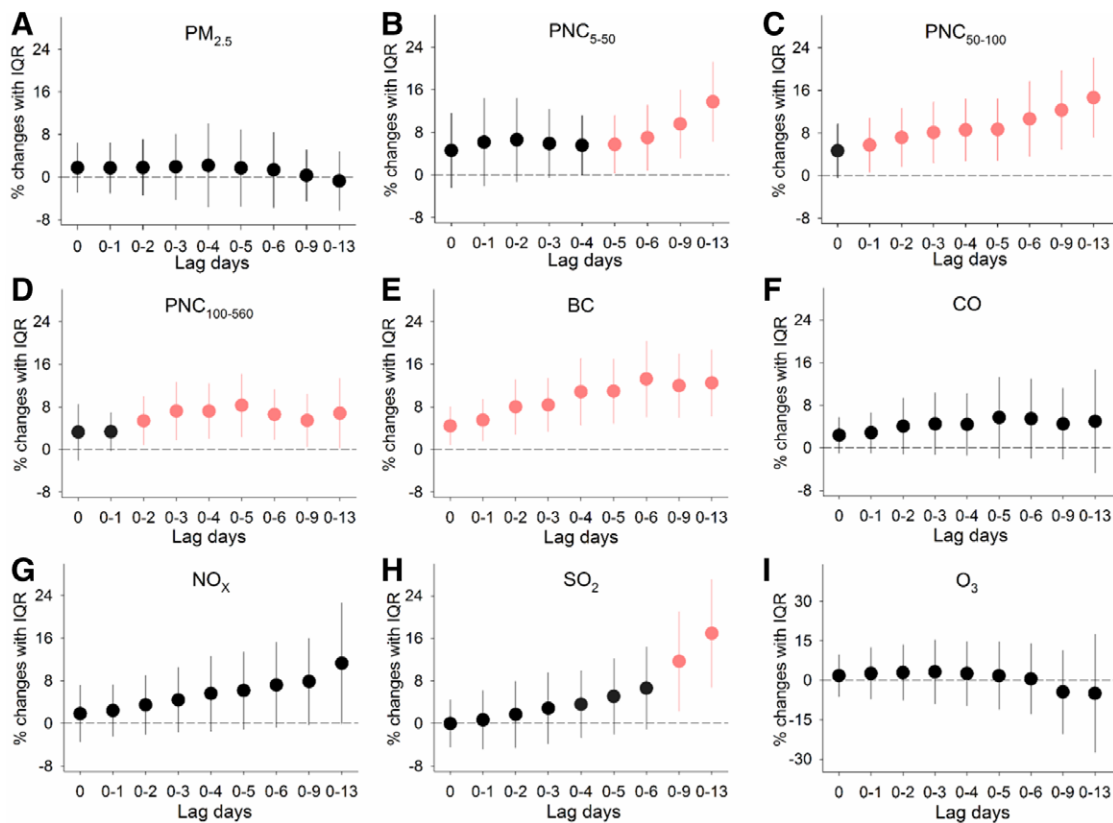 A
PM2.5
% changes with IQR
24
16
8
0
-8
0 0-1 0-2 0-3 0-4 0-5 0-6 0-9 0-13
Lag days
B
PNC5-50
% changes with IQR
24
16
8
0
-8
0 0-1 0-2 0-3 0-4 0-5 0-6 0-9 0-13
Lag days
C
PNC50-100
% changes with IQR
24
16
8
0
-8
0 0-1 0-2 0-3 0-4 0-5 0-6 0-9 0-13
Lag days
D
PNC100-560
% changes with IQR
24
16
8
0
-8
0 0-1 0-2 0-3 0-4 0-5 0-6 0-9 0-13
Lag days
E
BC
% changes with IQR
24
16
8
0
-8
0 0-1 0-2 0-3 0-4 0-5 0-6 0-9 0-13
Lag days
F
CO
% changes with IQR
24
16
8
0
-8
0 0-1 0-2 0-3 0-4 0-5 0-6 0-9 0-13
Lag days
G
NOX
% changes with IQR
24
16
8
0
-8
0 0-1 0-2 0-3 0-4 0-5 0-6 0-9 0-13
Lag days
H
SO2
% changes with IQR
24
16
8
0
-8
0 0-1 0-2 0-3 0-4 0-5 0-6 0-9 0-13
Lag days
I
O3
% changes with IQR
30
15
0
-15
-30
0 0-1 0-2 0-3 0-4 0-5 0-6 0-9 0-13
Lag days